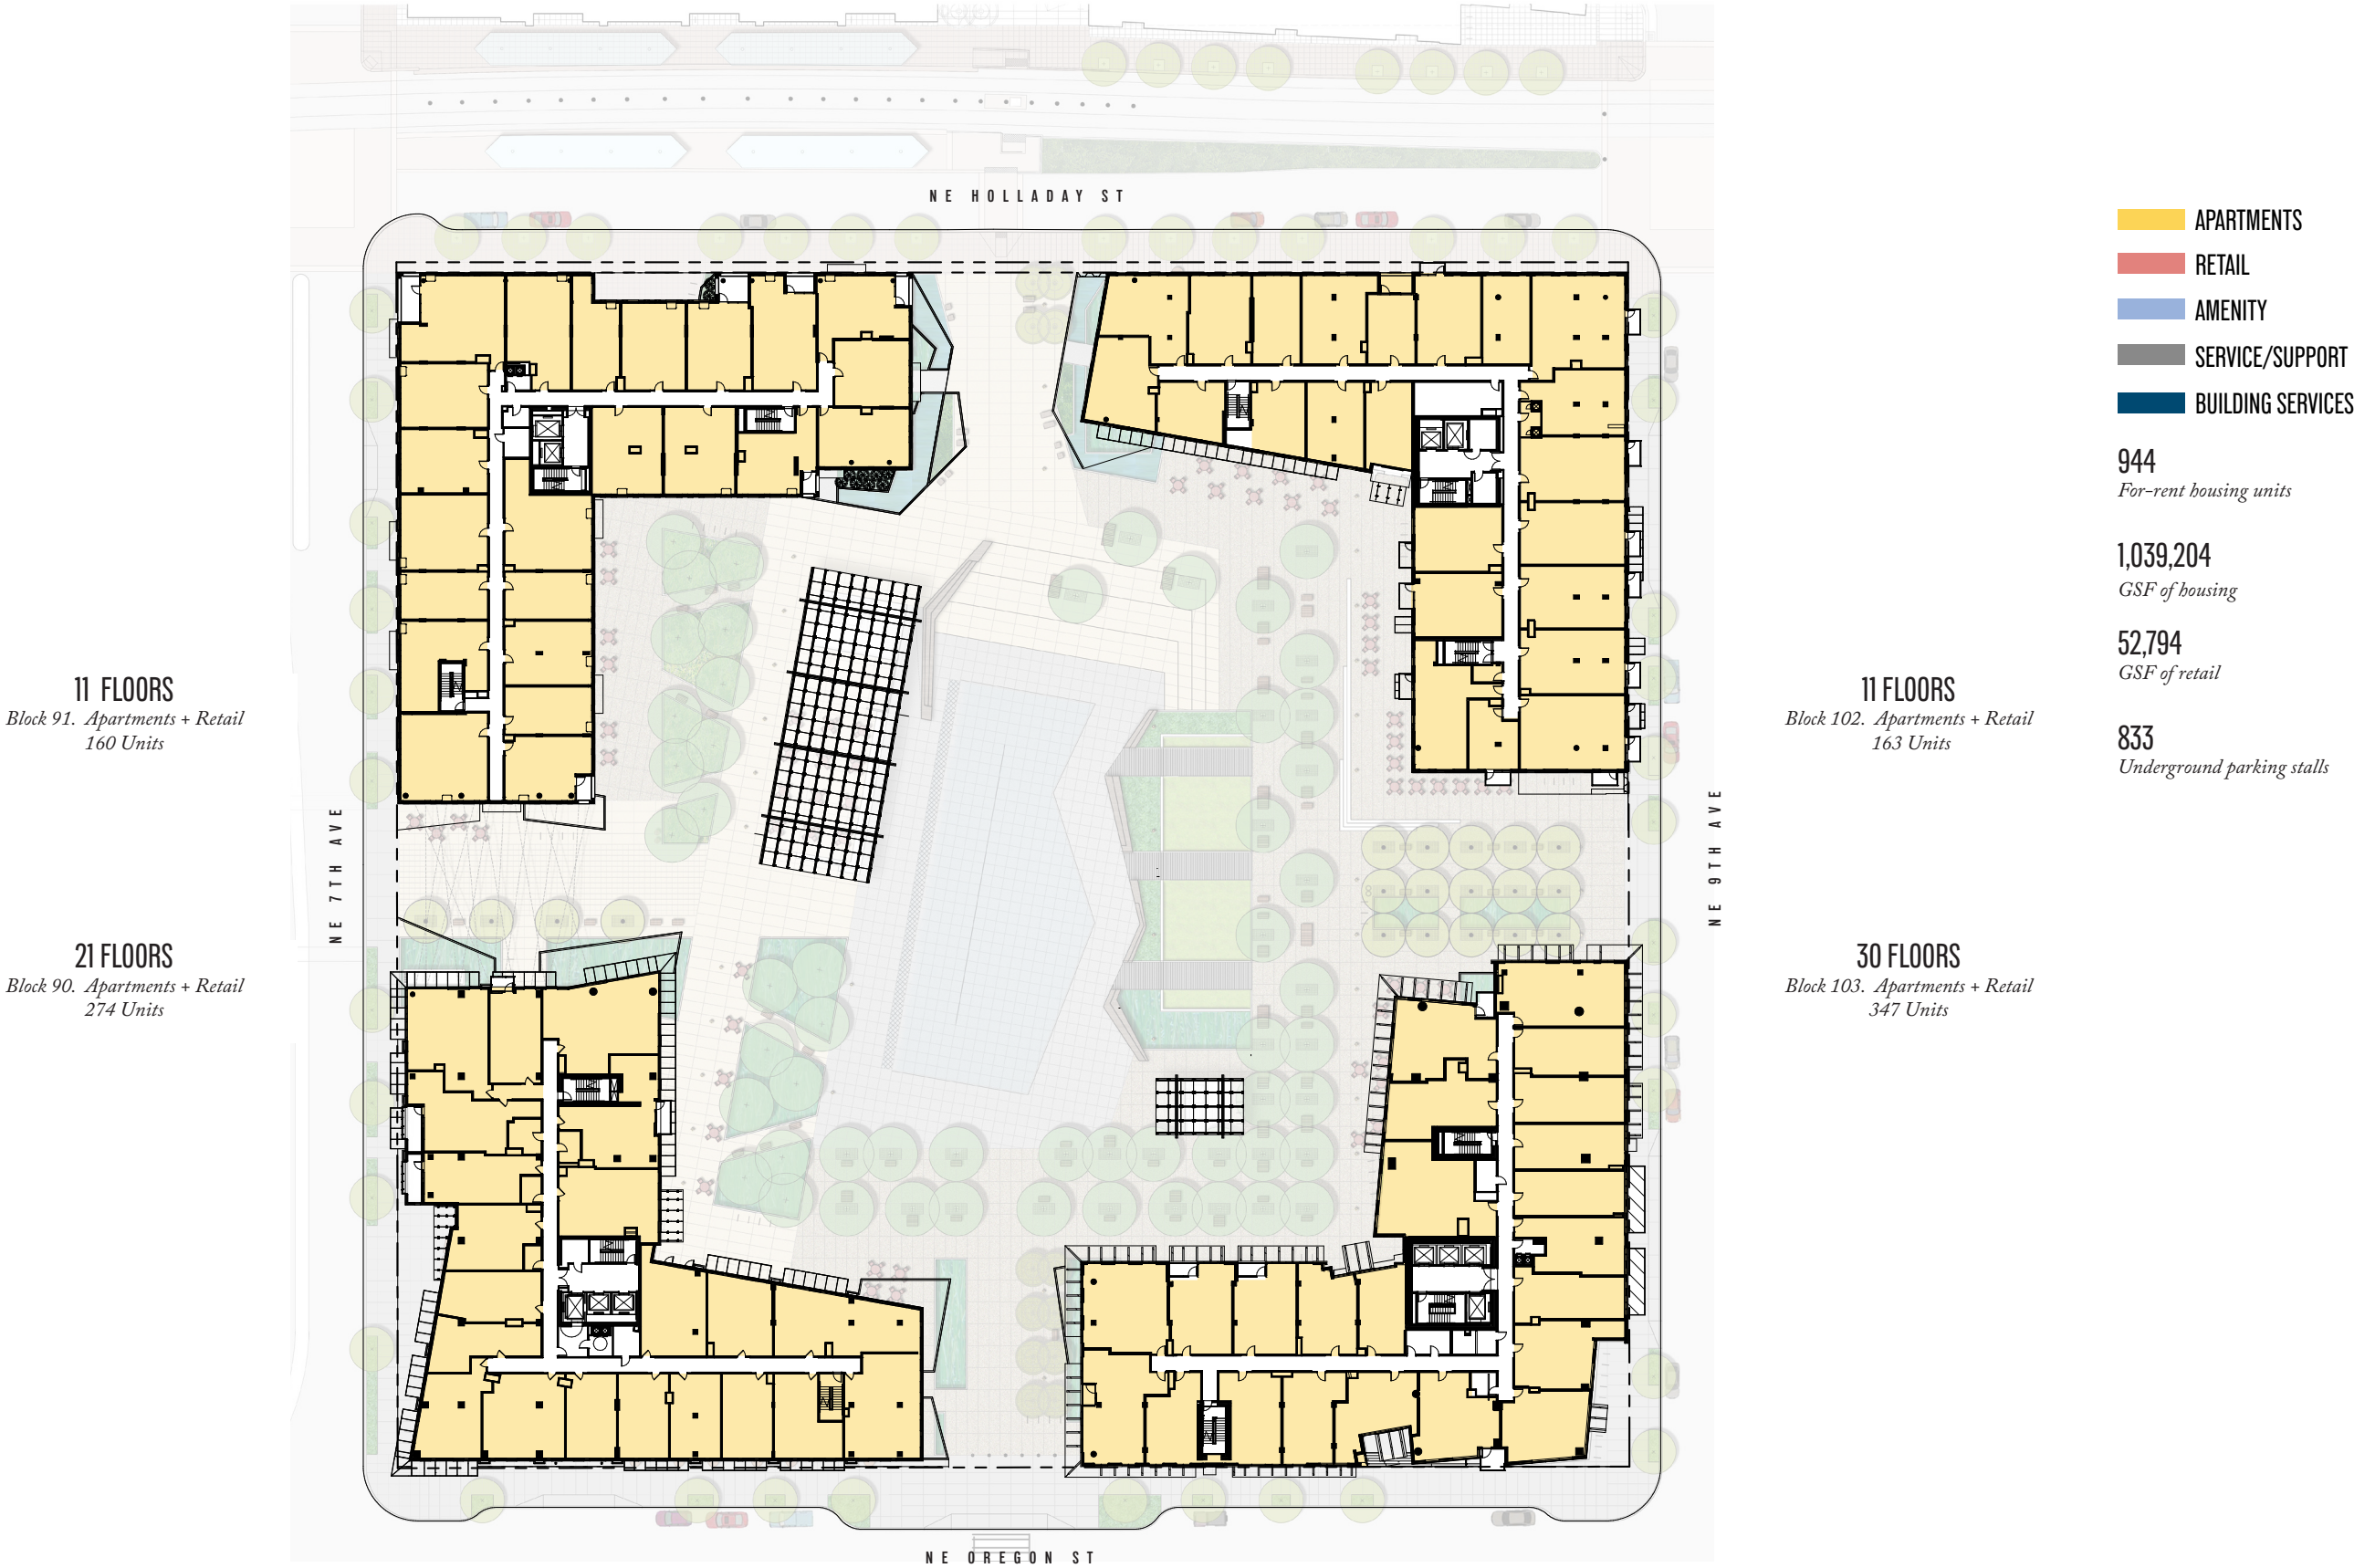 NE HOLLADAY ST
APARTMENTS
RETAIL
AMENITY
SERVICE/SUPPORT
BUILDING SERVICES
944
For-rent housing units
1,039,204
GSF of housing
52,794
GSF of retail
833
Underground parking stalls
11 FLOORS
Block 91. Apartments + Retail
160 Units
11 FLOORS
Block 102. Apartments + Retail
163 Units
NE 7TH AVE
NE 9TH AVE
21 FLOORS
Block 90. Apartments + Retail
274 Units
30 FLOORS
Block 103. Apartments + Retail
347 Units
NE OREGON ST